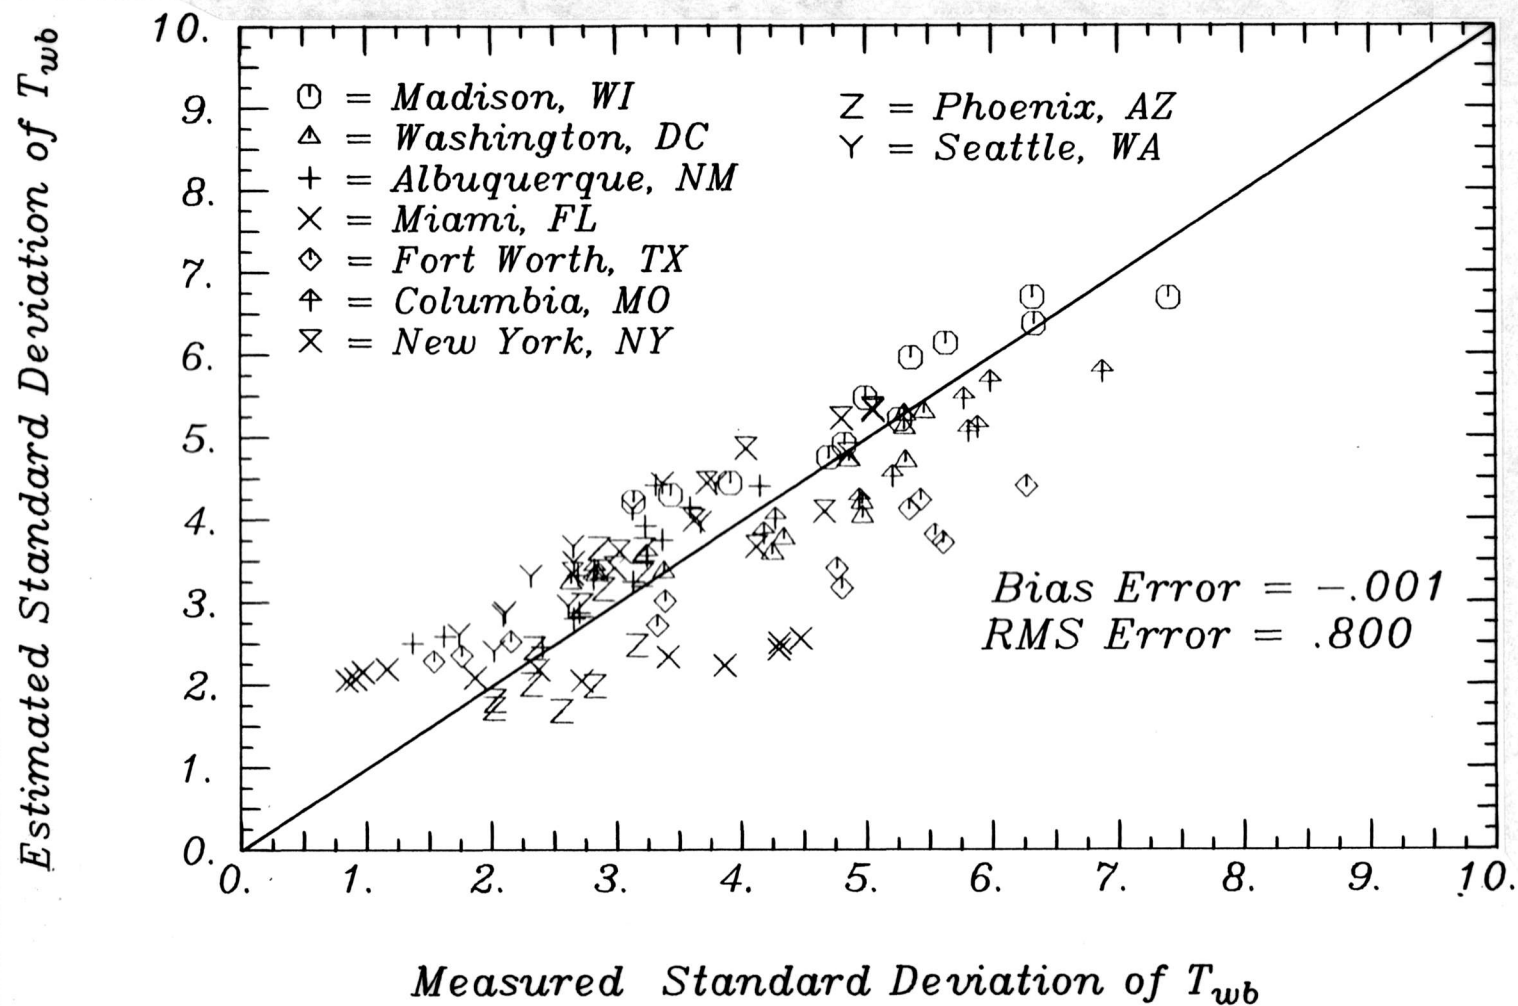 Estimated Standard Deviation of Twb
10.
9.
8.
7.
6.
5.
4.
3.
2.
1.
0.
= Madison, WI
= Washington, DC
= Albuquerque, NM
= Miami, FL
= Fort Worth, TX
= Columbia, MO
= New York, NY
Z = Phoenix, AZ
Y = Seattle, WA
Bias Error = -.001
RMS Error = .800
0. 1. 2. 3. 4. 5. 6. 7. 8. 9. 10.
Measured Standard Deviation of Twb